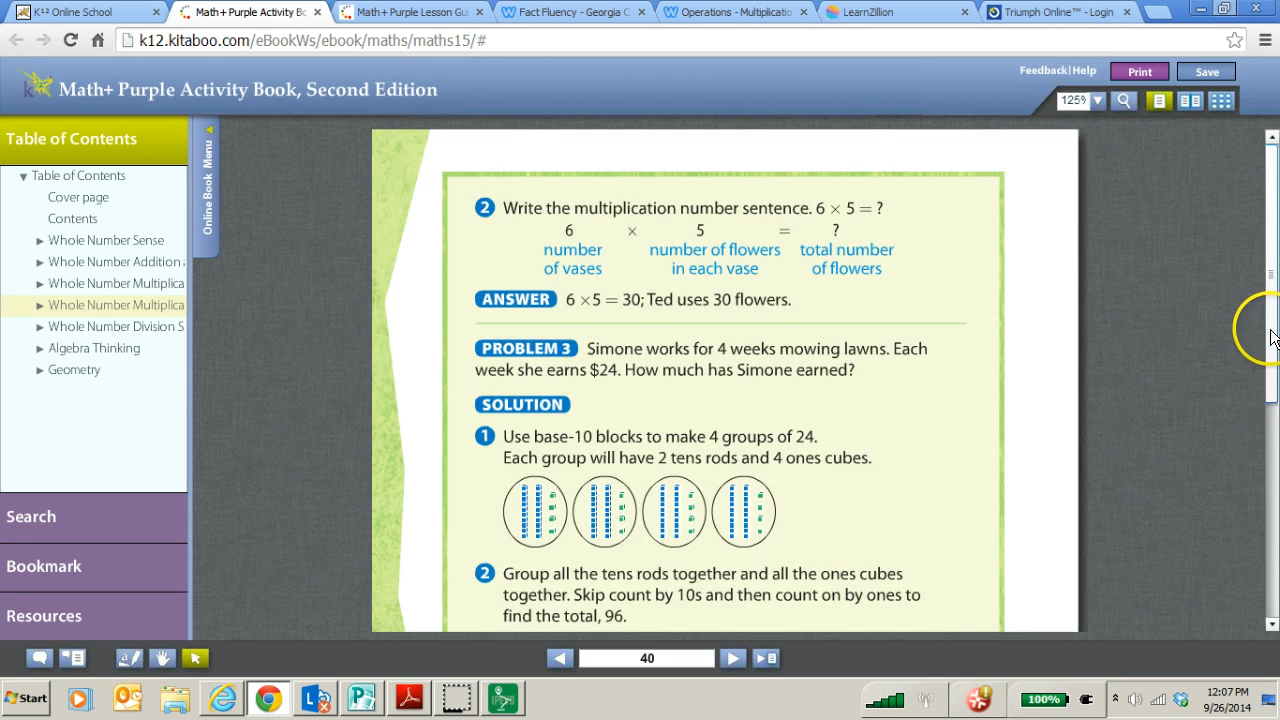 K¹² Online School
Math+ Purple Activity Bo
Math+ Purple Lesson Gui
Fact Fluency - Georgia C
Operations - Multiplicatio
LearnZillion
Triumph Online™ - Login
k12.kitaboo.com/eBookWs/ebook/maths/maths15/#
Feedback|Help
Print
Save
Math+ Purple Activity Book, Second Edition
125%
Table of Contents
Online Book Menu
Table of Contents
Cover page
Contents
Whole Number Sense
Whole Number Addition a
Whole Number Multiplica
Whole Number Multiplica
Whole Number Division S
Algebra Thinking
Geometry
Search
Bookmark
Resources
2 Write the multiplication number sentence. 6 × 5 = ?
6 × 5 = ?
number number of flowers total number
of vases in each vase of flowers
ANSWER 6 ×5 = 30; Ted uses 30 flowers.
PROBLEM 3 Simone works for 4 weeks mowing lawns. Each
week she earns $24. How much has Simone earned?
SOLUTION
1 Use base-10 blocks to make 4 groups of 24.
Each group will have 2 tens rods and 4 ones cubes.
2 Group all the tens rods together and all the ones cubes
together. Skip count by 10s and then count on by ones to
find the total, 96.
40
Start
100%
12:07 PM
9/26/2014